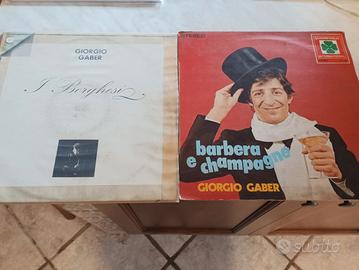 GIORGIO
GABER
I Borghesi
STEREO
barbera
e champagne
GIORGIO GABER
subito